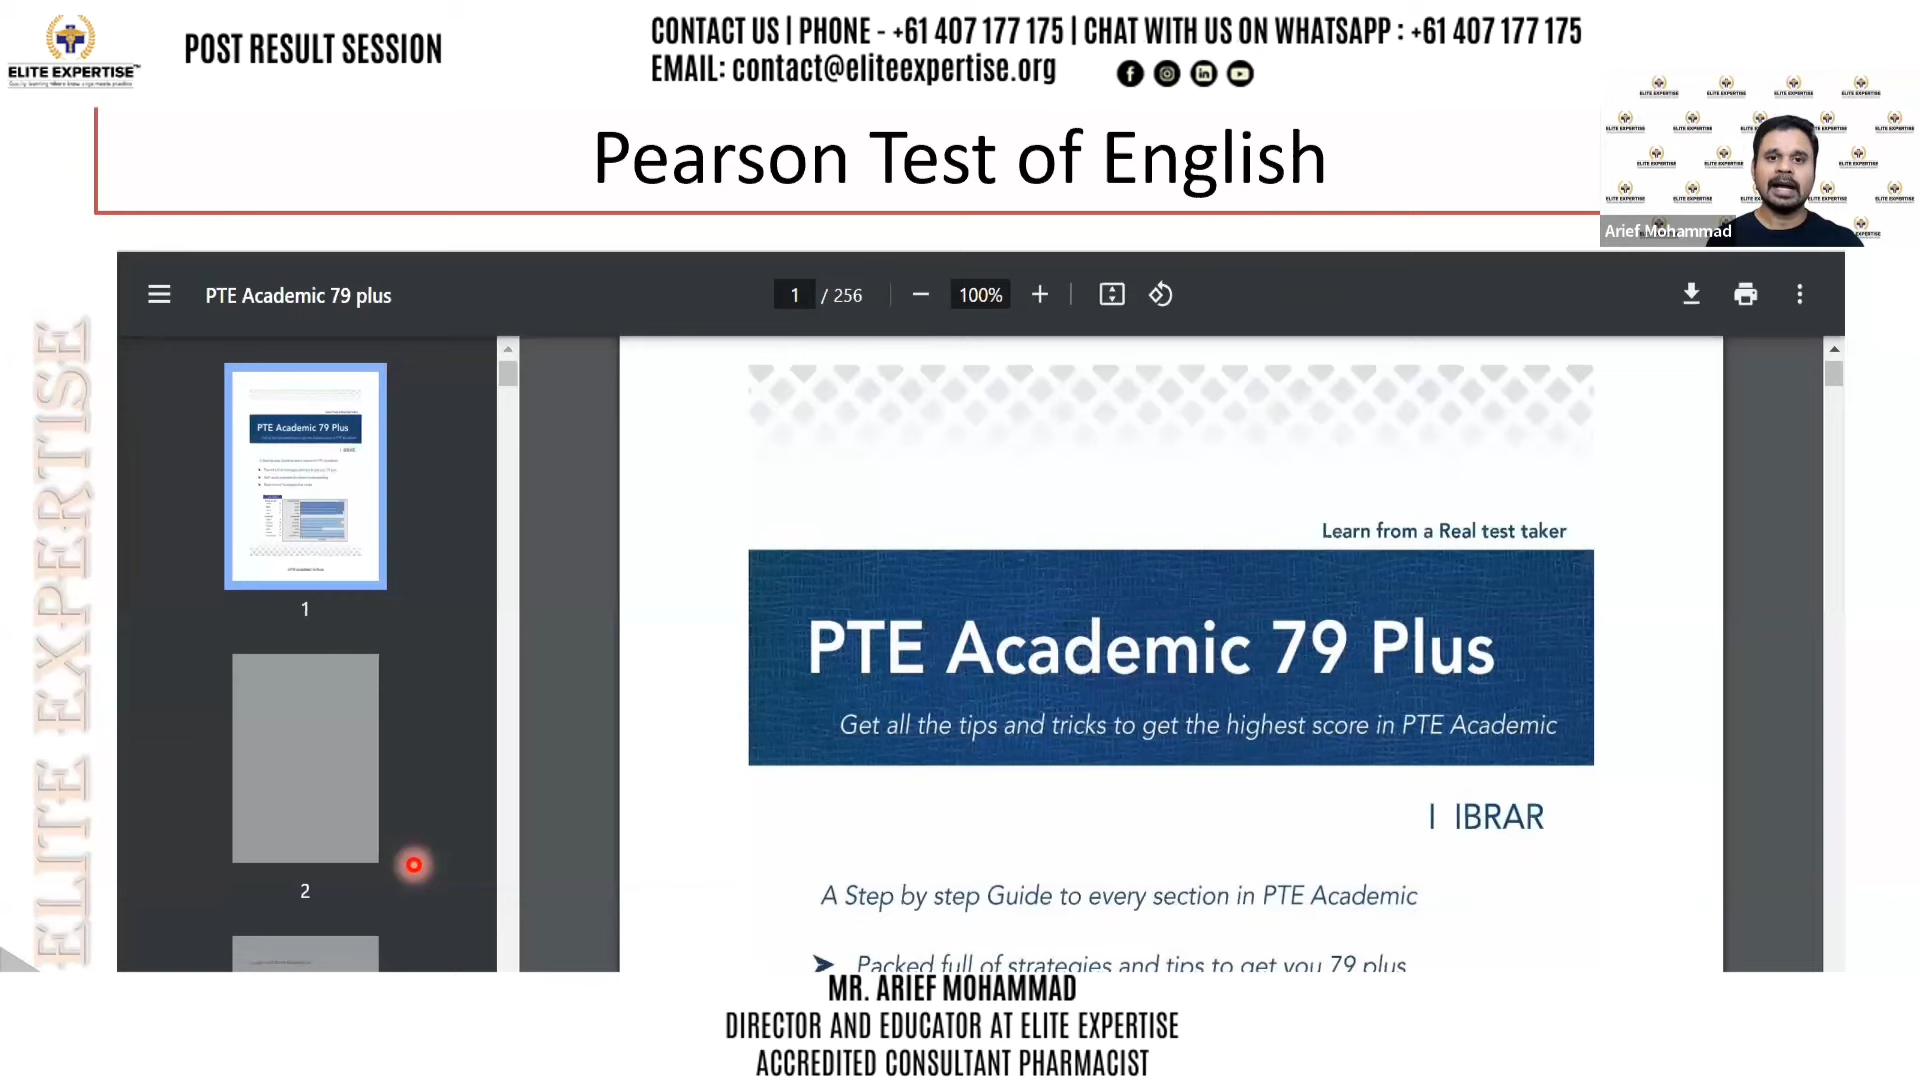 ELITE EXPERTISE™
POST RESULT SESSION
CONTACT US | PHONE - +61 407 177 175 | CHAT WITH US ON WHATSAPP : +61 407 177 175
EMAIL: contact@eliteexpertise.org
Pearson Test of English
Arief Mohammad
ELITE EXPERTISE
PTE Academic 79 plus
1 / 256
100%
PTE Academic 79 Plus
1
2
Learn from a Real test taker
PTE Academic 79 Plus
Get all the tips and tricks to get the highest score in PTE Academic
I IBRAR
A Step by step Guide to every section in PTE Academic
Packed full of strategies and tips to get you 79 plus
MR. ARIEF MOHAMMAD
DIRECTOR AND EDUCATOR AT ELITE EXPERTISE
ACCREDITED CONSULTANT PHARMACIST